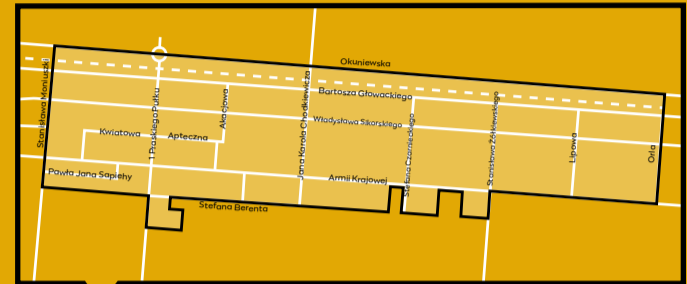 Okuniewska
Stanisława Moniuszki
Bartosza Głowackiego
1 Praskiego Pułku
Akacjowa
Jana Karola Chodkiewicza
Władysława Sikorskiego
Stefana Czarnieckiego
Stanisława Żółkiewskiego
Lipowa
Orla
Kwiatowa
Apteczna
Pawła Jana Sapiehy
Armii Krajowej
Stefana Berenta